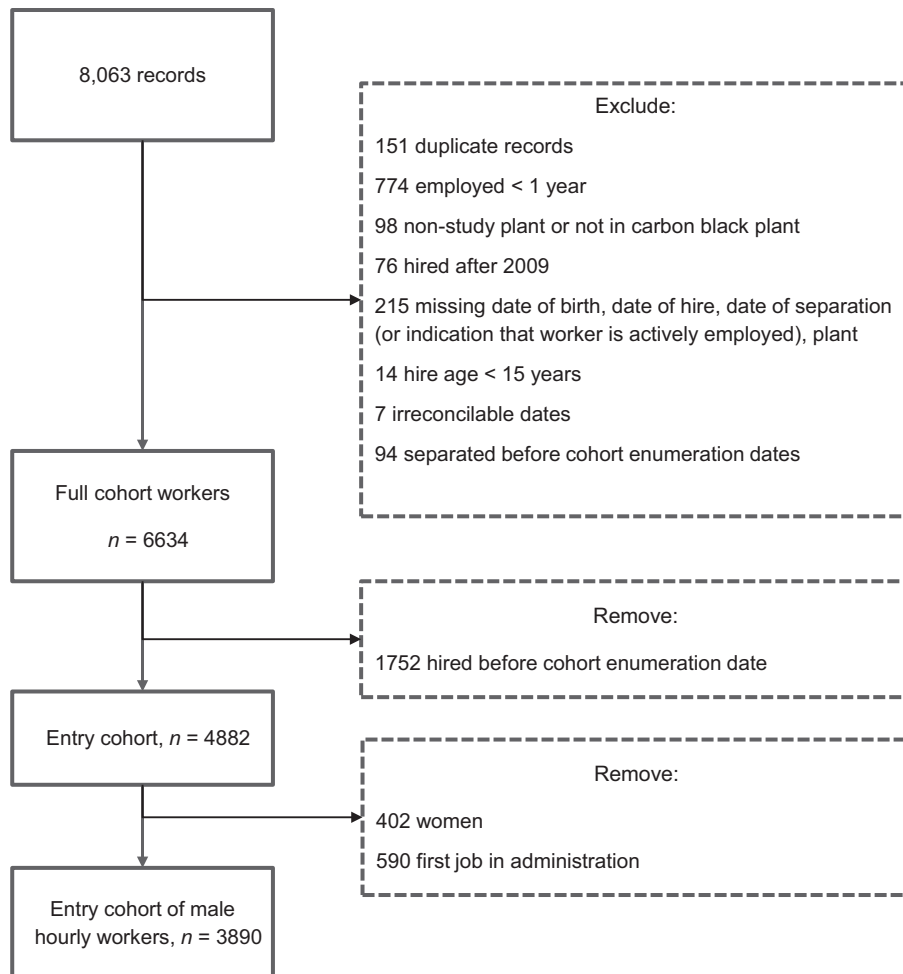 8,063 records
Exclude:
151 duplicate records
774 employed < 1 year
98 non-study plant or not in carbon black plant
76 hired after 2009
215 missing date of birth, date of hire, date of separation
(or indication that worker is actively employed), plant
14 hire age < 15 years
7 irreconcilable dates
94 separated before cohort enumeration dates
Full cohort workers
n = 6634
Remove:
1752 hired before cohort enumeration date
Entry cohort, n = 4882
Remove:
402 women
590 first job in administration
Entry cohort of male
hourly workers, n = 3890